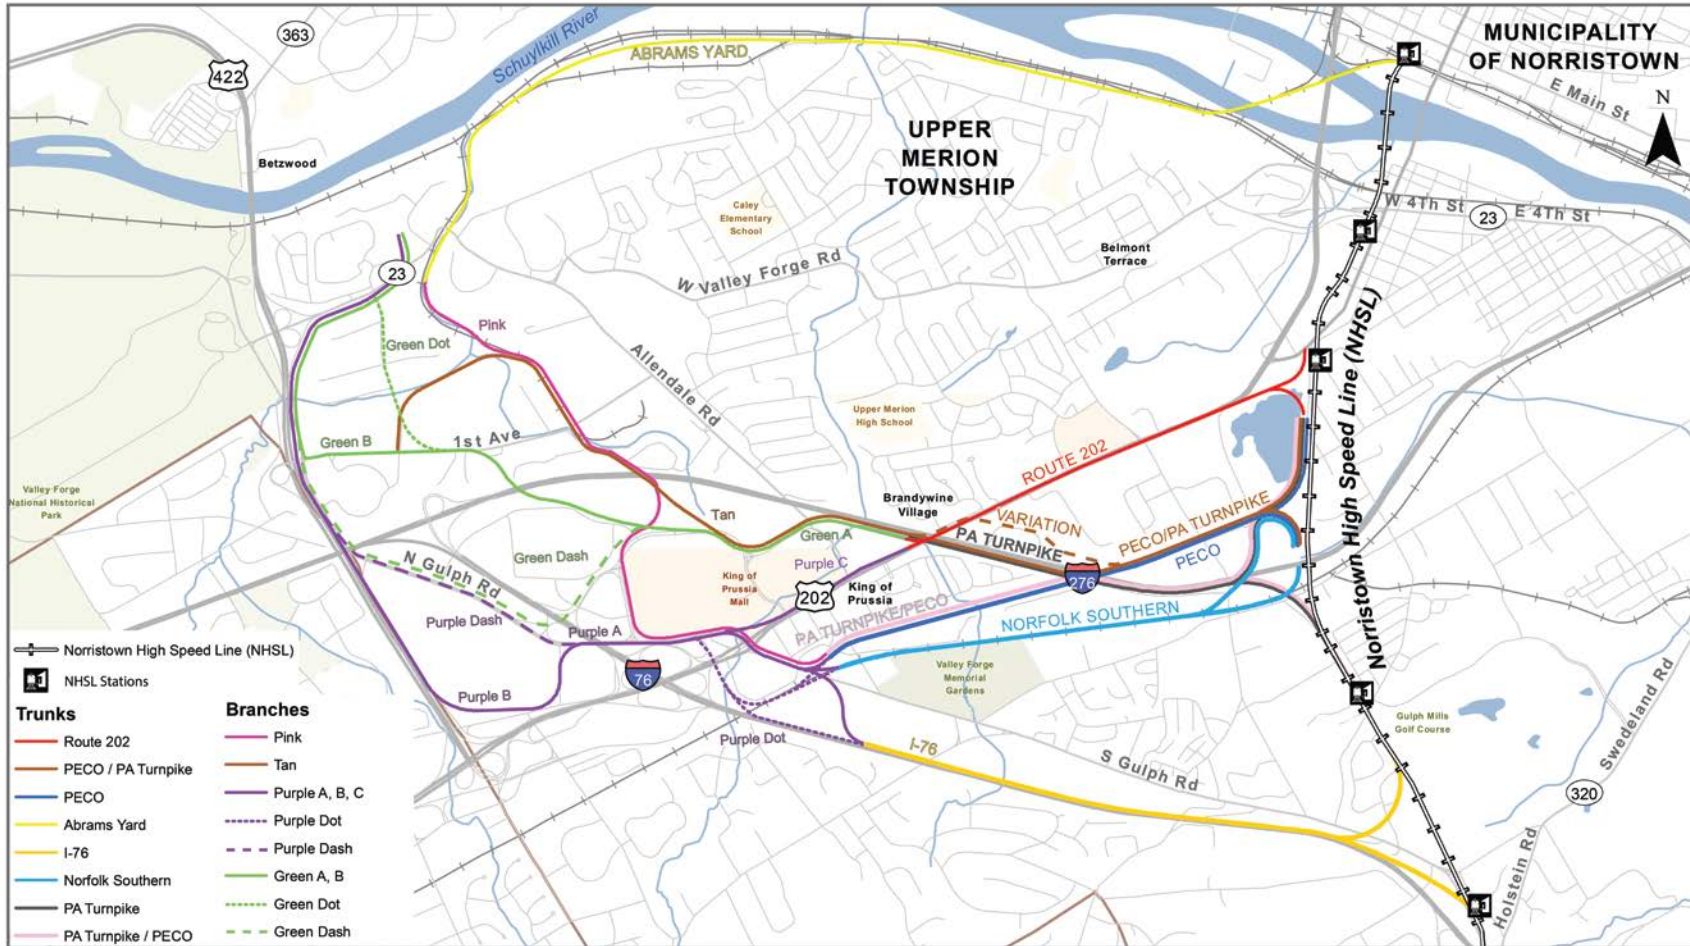 363
422
Schuylkill River
ABRAMS YARD
MUNICIPALITY
OF NORRISTOWN
E Main St
N
Betzwood
UPPER
MERION
TOWNSHIP
Caley
Elementary
School
W 4Th St
23
E 4Th St
Belmont
Terrace
W Valley Forge Rd
23
Pink
Green Dot
Allendale Rd
Norristown High Speed Line (NHSL)
Upper Merion
High School
Green B
1st Ave
ROUTE 202
Valley Forge
National Historical
Park
Brandywine
Village
Tan
VARIATION
PECO/PA TURNPIKE
Green A
PA TURNPIKE
PECO
Green Dash
N Gulph Rd
Purple C
276
King of
Prussia
Mall
202
King of
Prussia
PA TURNPIKE/PECO
NORFOLK SOUTHERN
Purple Dash
Purple A
76
Valley Forge
Memorial
Gardens
Purple B
Purple Dot
I-76
S Gulph Rd
Gulph Mills
Golf Course
Swedeland Rd
320
Holstein Rd
Norristown High Speed Line (NHSL)
NHSL Stations
Trunks
Route 202
PECO / PA Turnpike
PECO
Abrams Yard
I-76
Norfolk Southern
PA Turnpike
PA Turnpike / PECO
Branches
Pink
Tan
Purple A, B, C
Purple Dot
Purple Dash
Green A, B
Green Dot
Green Dash